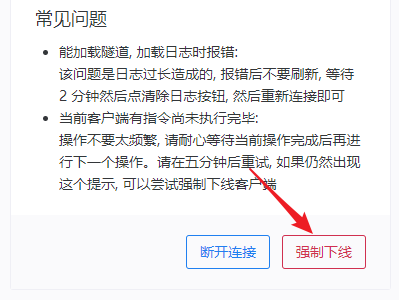 常见问题
能加载隧道, 加载日志时报错:
该问题是日志过长造成的, 报错后不要刷新, 等待
2 分钟然后点清除日志按钮, 然后重新连接即可
当前客户端有指令尚未执行完毕:
操作不要太频繁, 请耐心等待当前操作完成后再进
行下一个操作。请在五分钟后重试, 如果仍然出现
这个提示, 可以尝试强制下线客户端
断开连接
强制下线